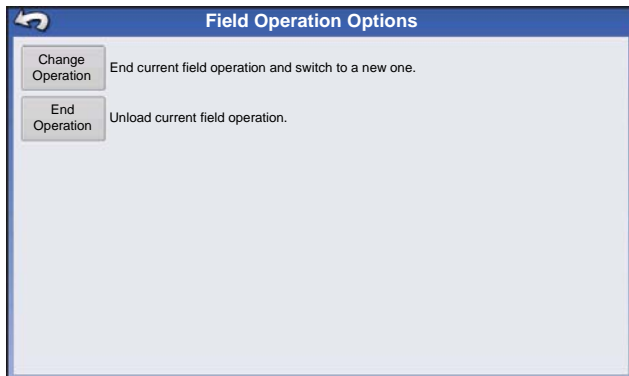 Field Operation Options
Change
Operation
End current field operation and switch to a new one.
End
Operation
Unload current field operation.